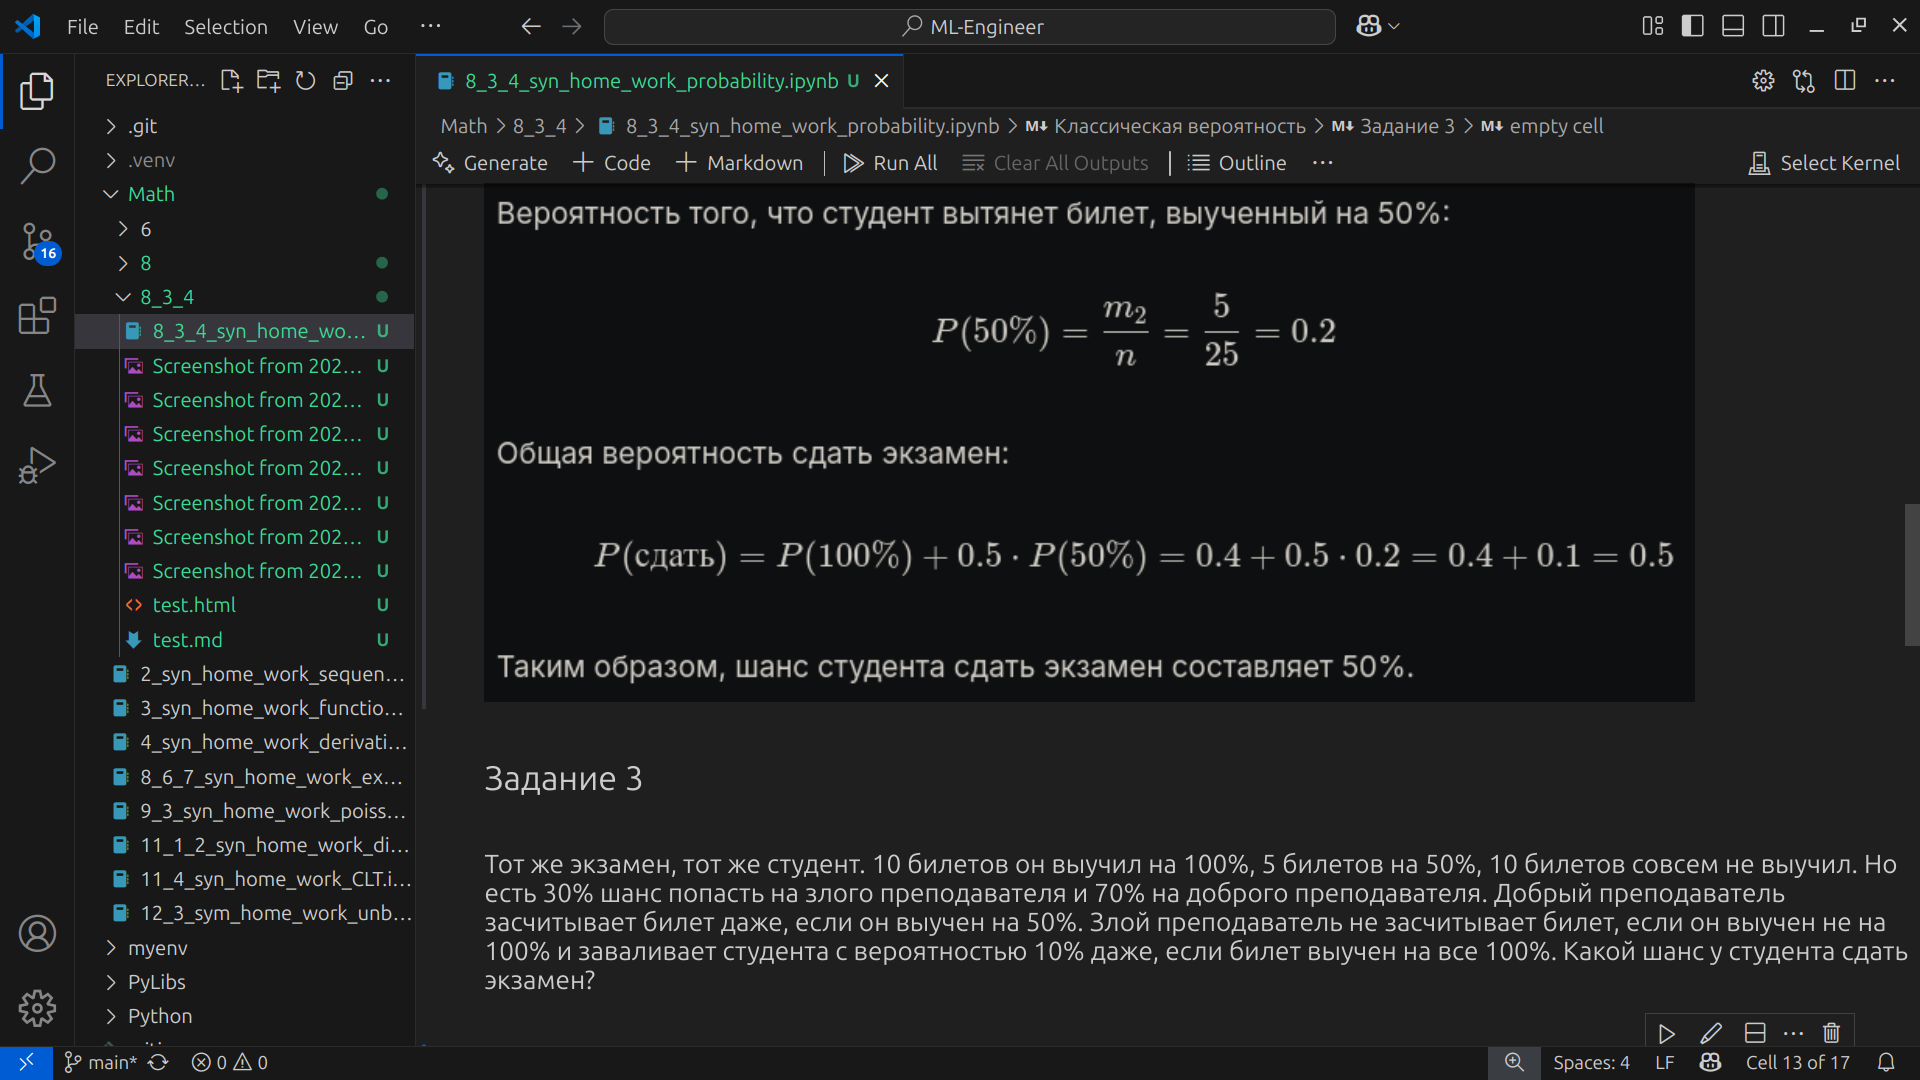 File Edit Selection View Go ···
ML-Engineer
EXPLORER...
8_3_4_syn_home_work_probability.ipynb U
Math > 8_3_4 > 8_3_4_syn_home_work_probability.ipynb > M↓ Классическая вероятность > M↓ Задание 3 > M↓ empty cell
Generate + Code + Markdown Run All Clear All Outputs Outline ··· Select Kernel
.git
.venv
Math
6
8
8_3_4
8_3_4_syn_home_wo... U
Screenshot from 202... U
Screenshot from 202... U
Screenshot from 202... U
Screenshot from 202... U
Screenshot from 202... U
Screenshot from 202... U
Screenshot from 202... U
test.html U
test.md U
2_syn_home_work_sequen...
3_syn_home_work_functio...
4_syn_home_work_derivati...
8_6_7_syn_home_work_ex...
9_3_syn_home_work_poiss...
11_1_2_syn_home_work_di...
11_4_syn_home_work_CLT.i...
12_3_sym_home_work_unb...
myenv
PyLibs
Python
16
Вероятность того, что студент вытянет билет, выученный на 50%:
P(50%) = m₂/n = 5/25 = 0.2
Общая вероятность сдать экзамен:
P(сдать) = P(100%) + 0.5 · P(50%) = 0.4 + 0.5 · 0.2 = 0.4 + 0.1 = 0.5
Таким образом, шанс студента сдать экзамен составляет 50%.
Задание 3
Тот же экзамен, тот же студент. 10 билетов он выучил на 100%, 5 билетов на 50%, 10 билетов совсем не выучил. Но
есть 30% шанс попасть на злого преподавателя и 70% на доброго преподавателя. Добрый преподаватель
засчитывает билет даже, если он выучен на 50%. Злой преподаватель не засчитывает билет, если он выучен не на
100% и заваливает студента с вероятностью 10% даже, если билет выучен на все 100%. Какой шанс у студента сдать
экзамен?
main* 0 0
Spaces: 4 LF Cell 13 of 17